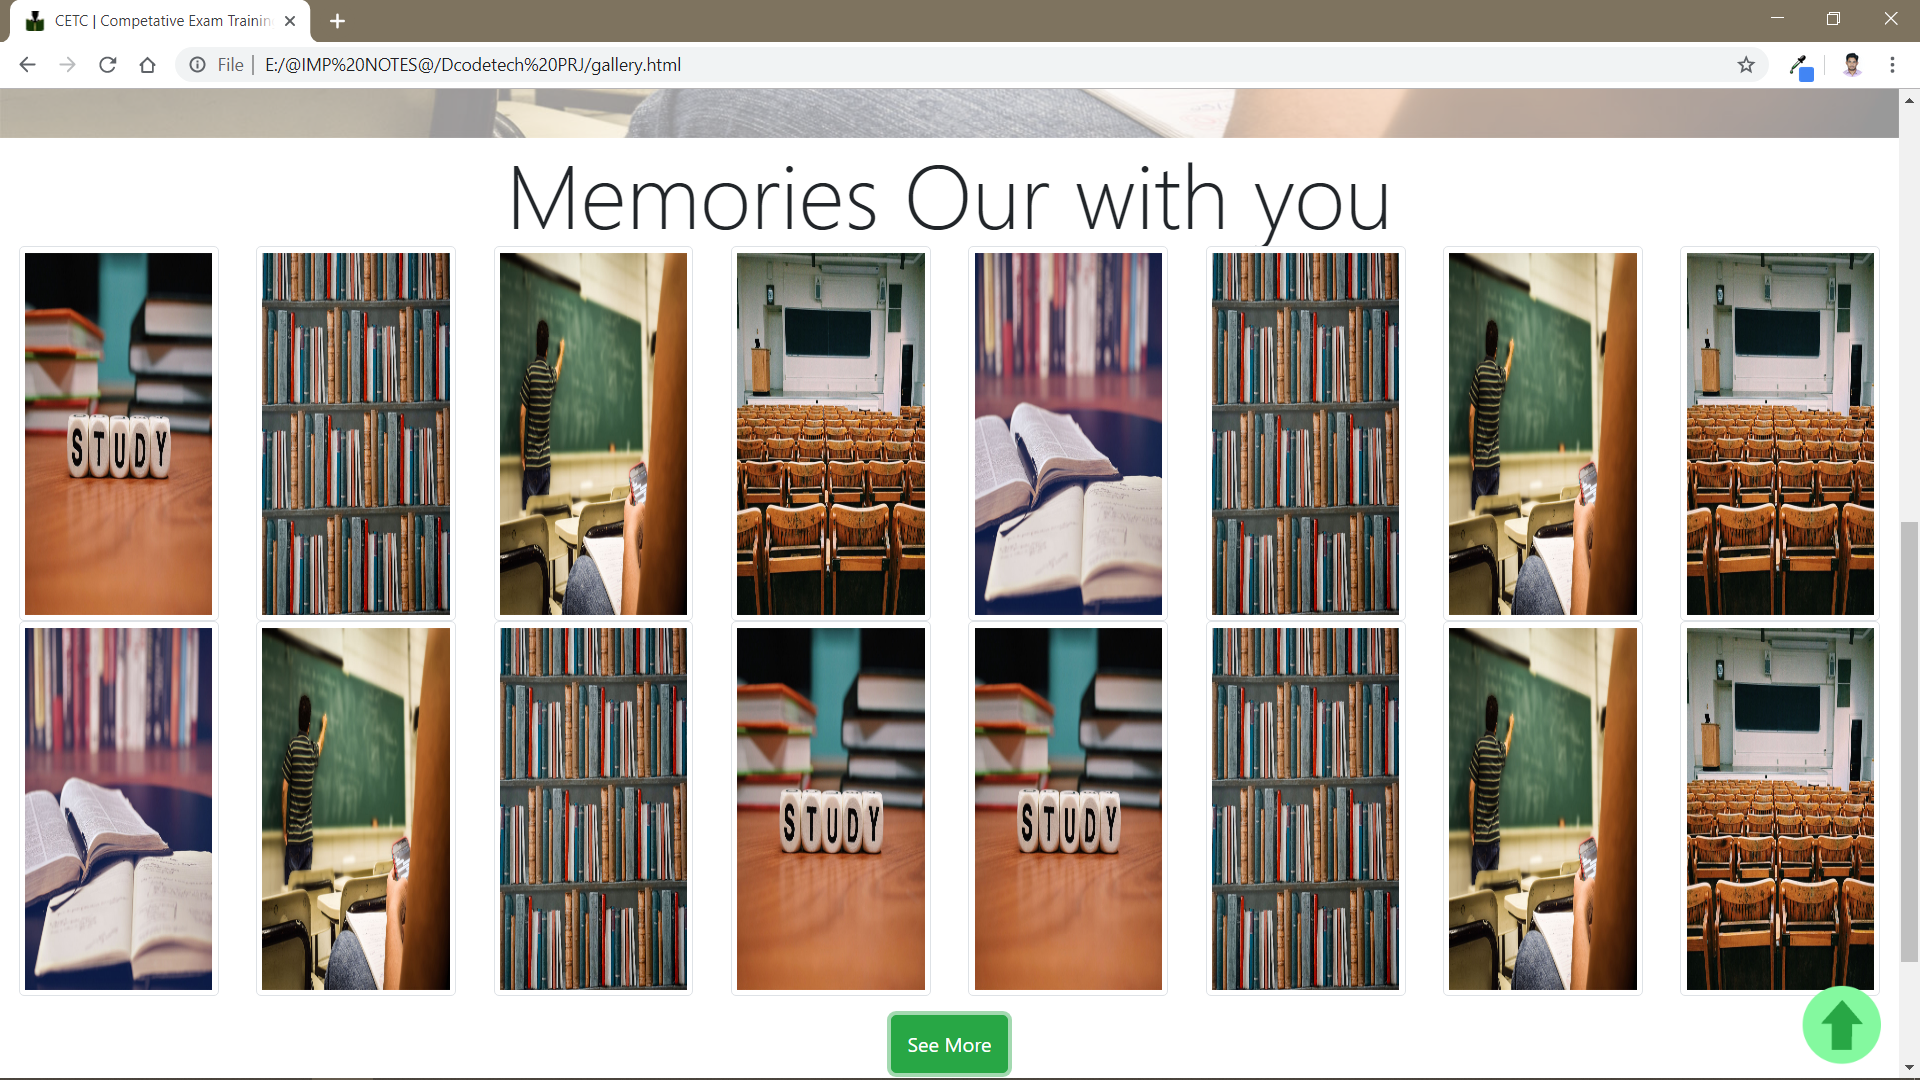 CETC | Competative Exam Trainin
File
E:/@IMP%20NOTES@/Dcodetech%20PRJ/gallery.html
Memories Our with you
STUDY
STUDY
STUDY
See More